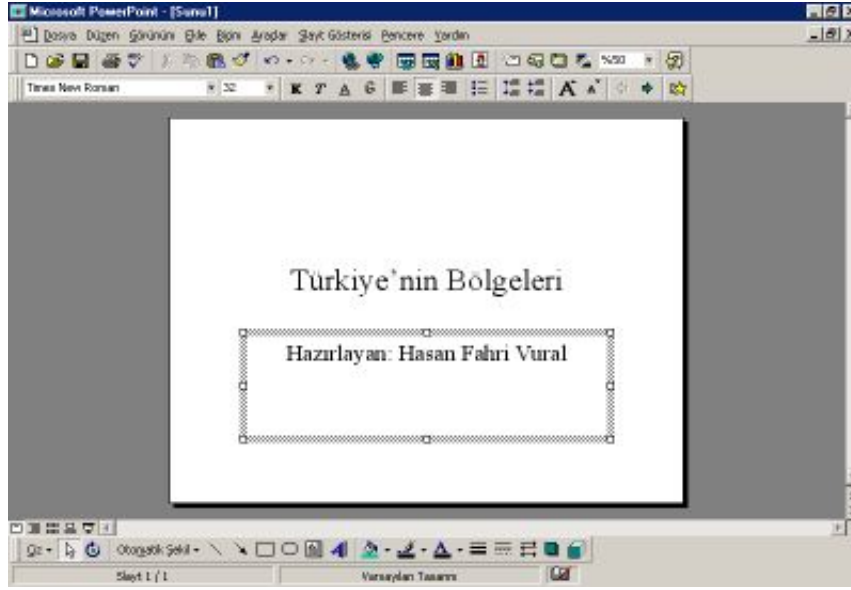 Microsoft PowerPoint - [Sunu1]
Dosya Düzen Görünüm Ekle Biçim Araçlar Slayt Gösterisi Pencere Yardım
%50
Times New Roman 32 K T A G A A
Türkiye'nin Bölgeleri
Hazırlayan: Hasan Fahri Vural
Otomatik Şekil
Slayt 1 / 1 Varsayılan Tasarım